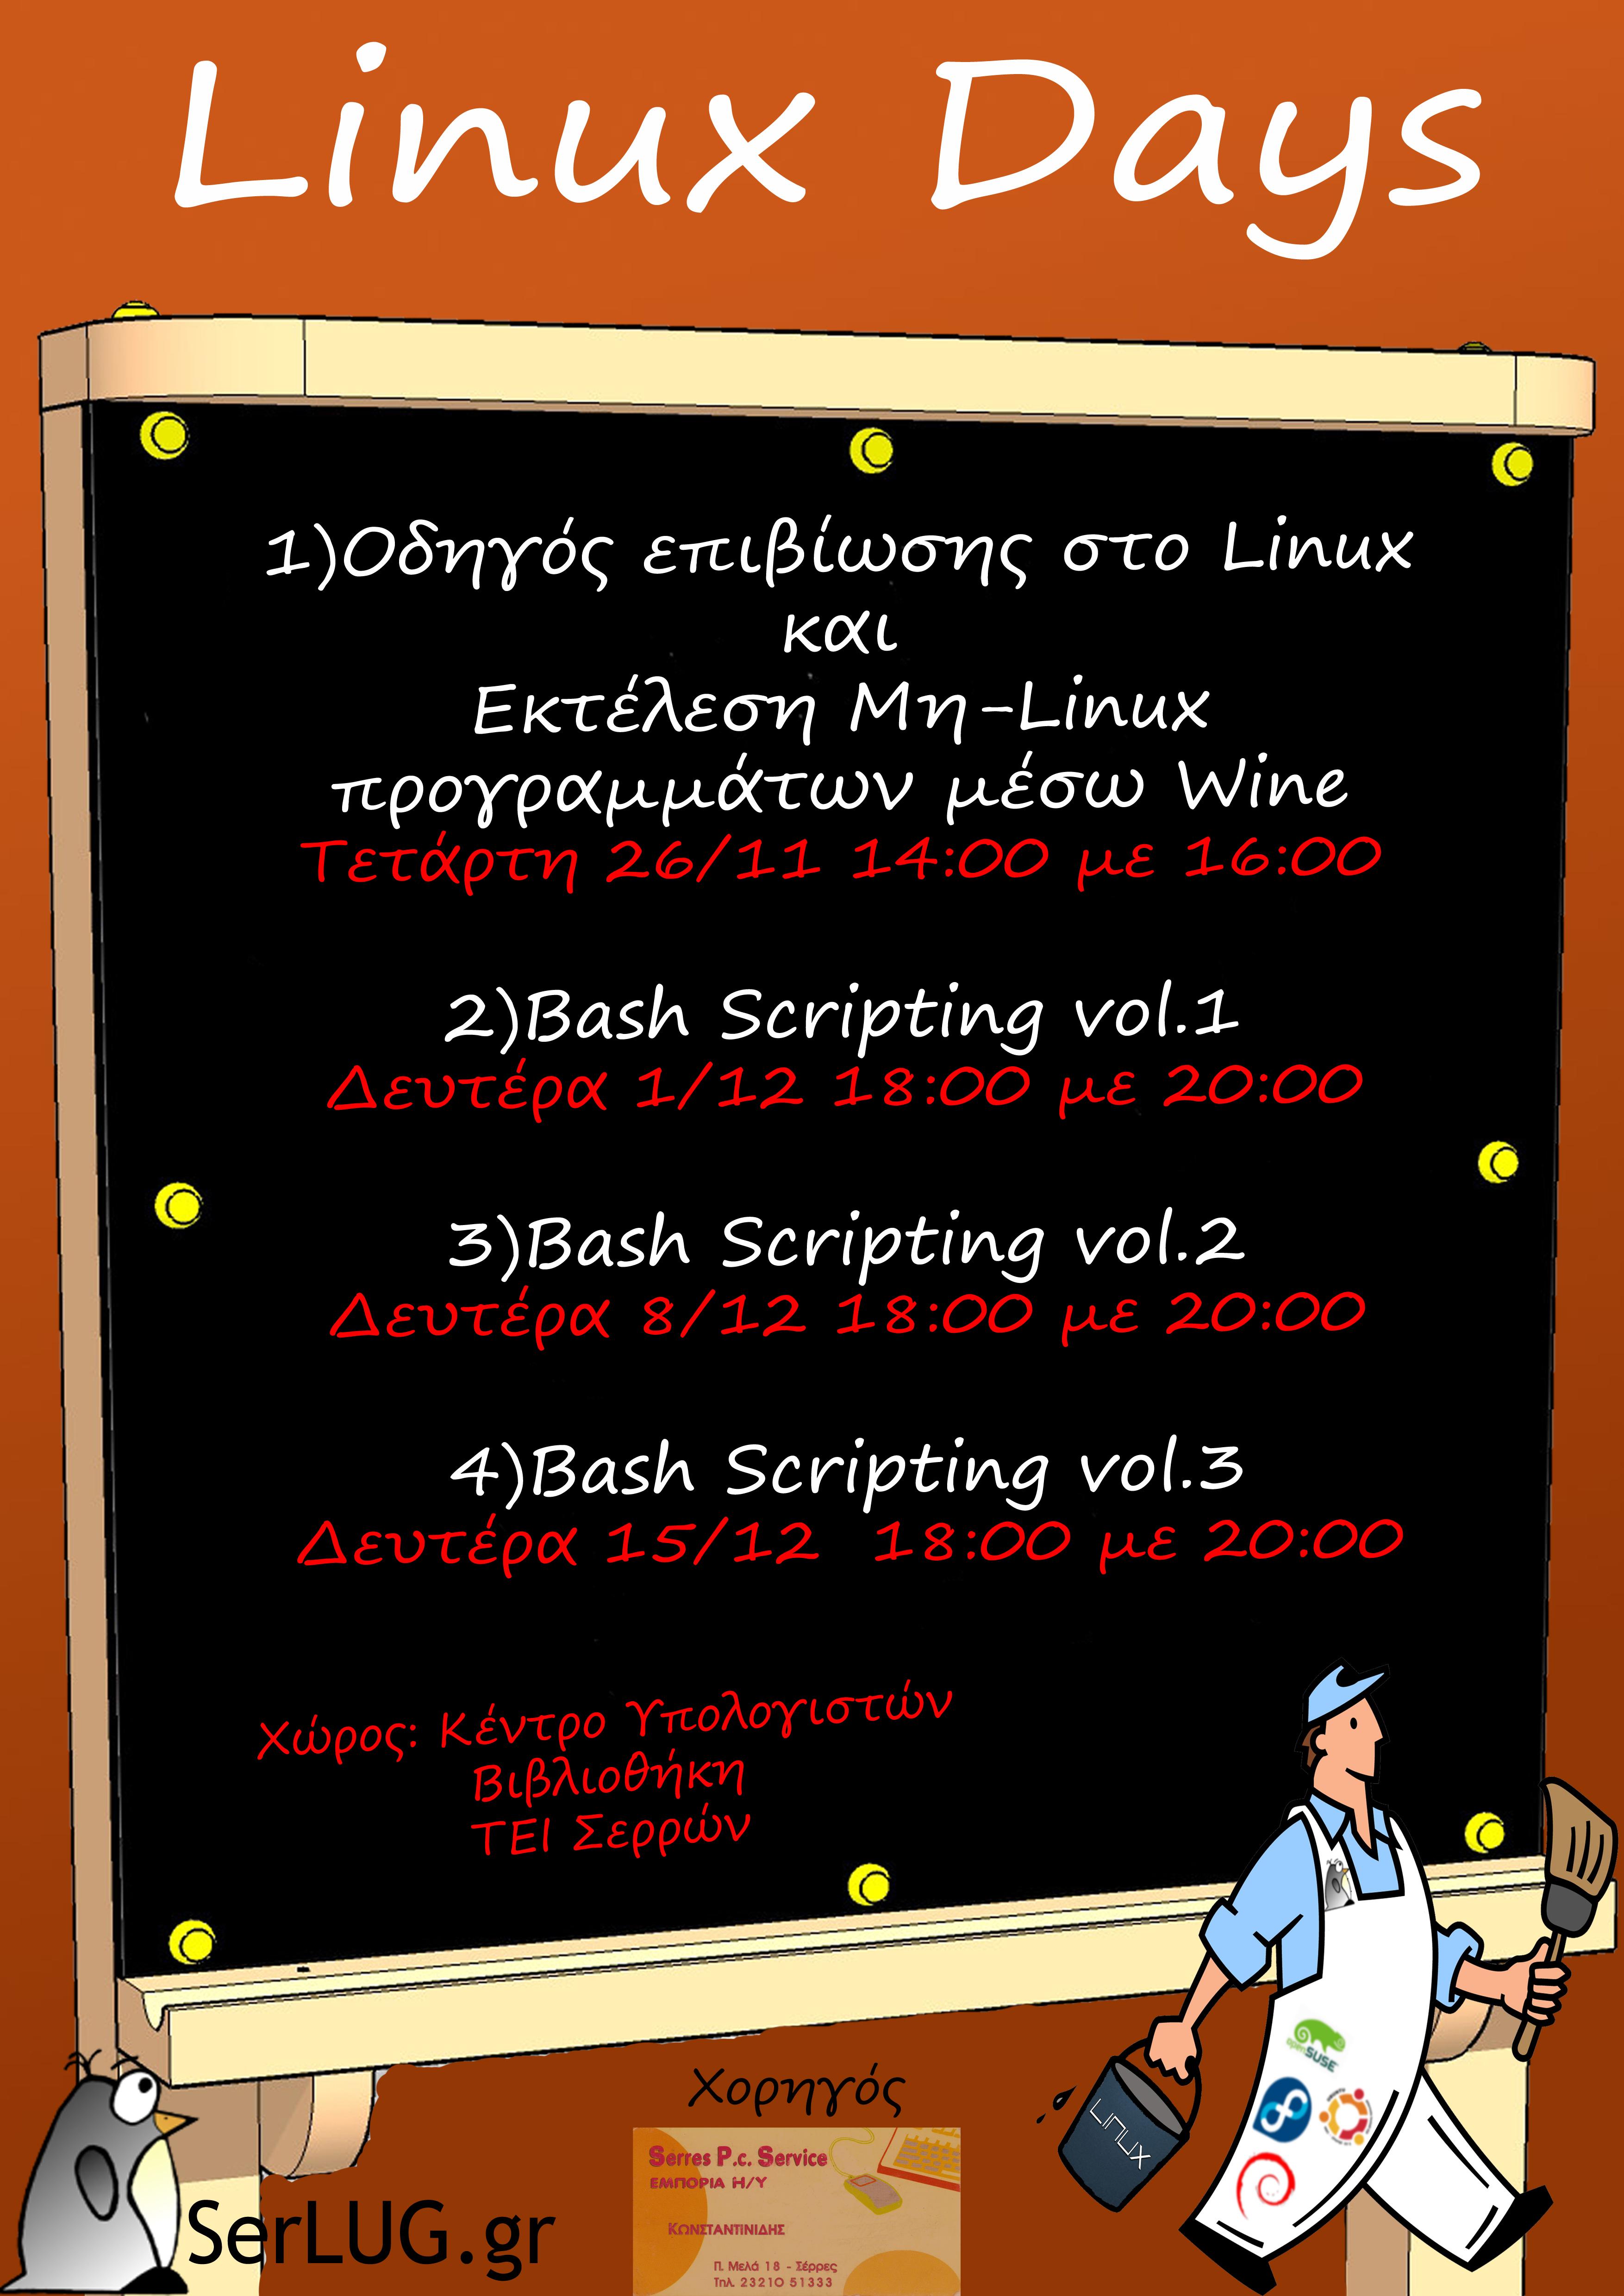 Linux Days
1)Οδηγός επιβίωσης στο Linux
και
Εκτέλεση Μη-Linux
προγραμμάτων μέσω Wine
Τετάρτη 26/11 14:00 με 16:00
2)Bash Scripting vol.1
Δευτέρα 1/12 18:00 με 20:00
3)Bash Scripting vol.2
Δευτέρα 8/12 18:00 με 20:00
4)Bash Scripting vol.3
Δευτέρα 15/12 18:00 με 20:00
Χώρος: Κέντρο Υπολογιστών
Βιβλιοθήκη
ΤΕΙ Σερρών
openSUSE
LINUX
Χορηγός
Serres P.c. Service
ΕΜΠΟΡΙΑ Η/Υ
ΚΩΝΣΤΑΝΤΙΝΙΔΗΣ
Π. Μελά 18 - Σέρρες
Τηλ. 23210 51333
SerLUG.gr